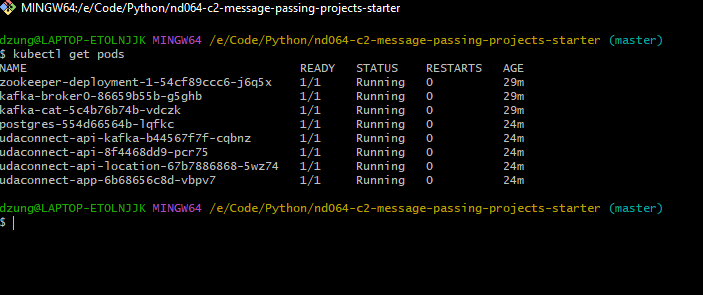 MINGW64:/e/Code/Python/nd064-c2-message-passing-projects-starter
dzung@LAPTOP-ETOLNJJK MINGW64 /e/Code/Python/nd064-c2-message-passing-projects-starter (master)
$ kubectl get pods
NAME READY STATUS RESTARTS AGE
zookeeper-deployment-1-54cf89ccc6-j6q5x 1/1 Running 0 29m
kafka-broker0-86659b55b-g5ghb 1/1 Running 0 29m
kafka-cat-5c4b76b74b-vdczk 1/1 Running 0 29m
postgres-554d66564b-lqfkc 1/1 Running 0 24m
udaconnect-api-kafka-b44567f7f-cqbnz 1/1 Running 0 24m
udaconnect-api-8f4468dd9-pcr75 1/1 Running 0 24m
udaconnect-api-location-67b7886868-5wz74 1/1 Running 0 24m
udaconnect-app-6b68656c8d-vbpv7 1/1 Running 0 24m
dzung@LAPTOP-ETOLNJJK MINGW64 /e/Code/Python/nd064-c2-message-passing-projects-starter (master)
$